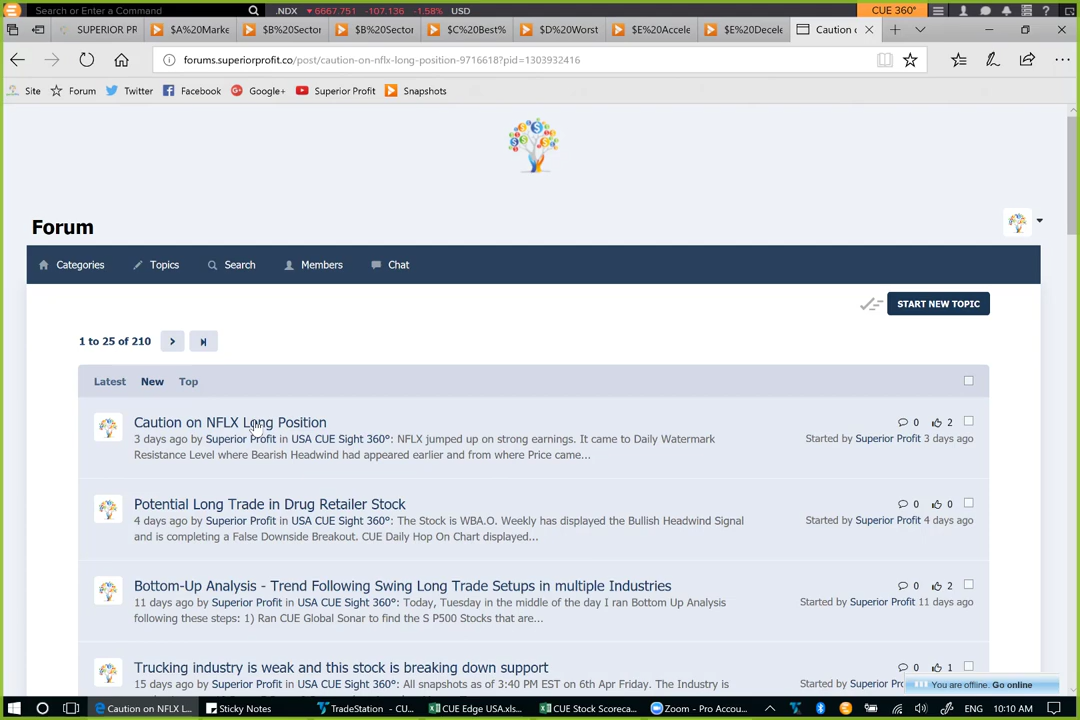 Search or Enter a Command
.NDX 6667.751 -107.136 -1.58% USD
CUE 360°
SUPERIOR PR
$A%20Marke
$B%20Sector
$B%20Sector
$C%20Best%
$D%20Worst
$E%20Accele
$E%20Decele
Caution o
forums.superiorprofit.co/post/caution-on-nflx-long-position-9716618?pid=1303932416
Site Forum Twitter Facebook Google+ Superior Profit Snapshots
Forum
Categories Topics Search Members Chat
START NEW TOPIC
1 to 25 of 210
Latest New Top
Caution on NFLX Long Position
0 2
3 days ago by Superior Profit in USA CUE Sight 360°: NFLX jumped up on strong earnings. It came to Daily Watermark
Started by Superior Profit 3 days ago
Resistance Level where Bearish Headwind had appeared earlier and from where Price came...
Potential Long Trade in Drug Retailer Stock
0 0
4 days ago by Superior Profit in USA CUE Sight 360°: The Stock is WBA.O. Weekly has displayed the Bullish Headwind Signal
Started by Superior Profit 4 days ago
and is completing a False Downside Breakout. CUE Daily Hop On Chart displayed...
Bottom-Up Analysis - Trend Following Swing Long Trade Setups in multiple Industries
0 2
11 days ago by Superior Profit in USA CUE Sight 360°: Today, Tuesday in the middle of the day I ran Bottom Up Analysis
Started by Superior Profit 11 days ago
following these steps: 1) Ran CUE Global Sonar to find the S P500 Stocks that are...
Trucking industry is weak and this stock is breaking down support
0 1
15 days ago by Superior Profit in USA CUE Sight 360°: All snapshots as of 3:40 PM EST on 6th Apr Friday. The Industry is
Started by Superior Pro
You are offline. Go online
Caution on NFLX L...
Sticky Notes
TradeStation - CU...
CUE Edge USA.xls...
CUE Stock Scoreca...
Zoom - Pro Accou...
ENG
10:10 AM